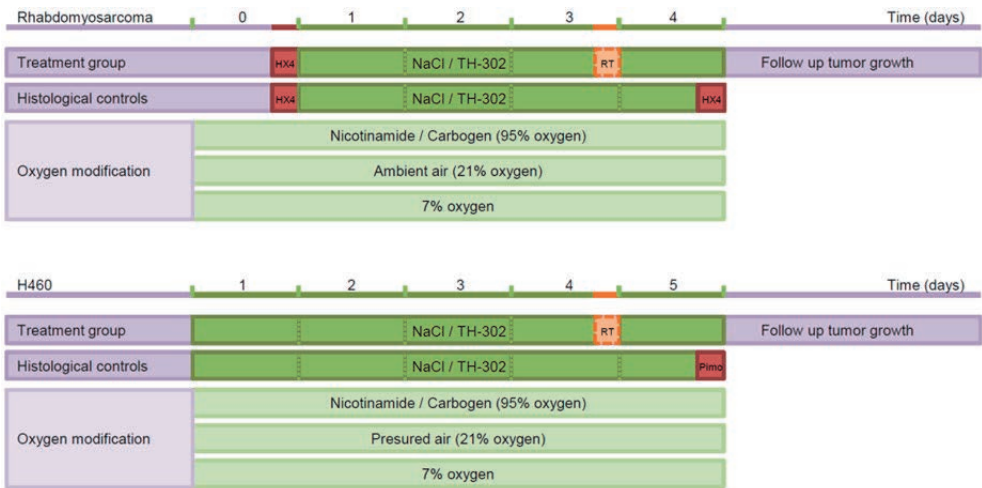 Rhabdomyosarcoma 0 1 2 3 4 Time (days)
Treatment group HX4 NaCl / TH-302 RT Follow up tumor growth
Histological controls HX4 NaCl / TH-302 HX4
Nicotinamide / Carbogen (95% oxygen)
Oxygen modification Ambient air (21% oxygen)
7% oxygen
H460 1 2 3 4 5 Time (days)
Treatment group NaCl / TH-302 RT Follow up tumor growth
Histological controls NaCl / TH-302 Pimo
Nicotinamide / Carbogen (95% oxygen)
Oxygen modification Presured air (21% oxygen)
7% oxygen